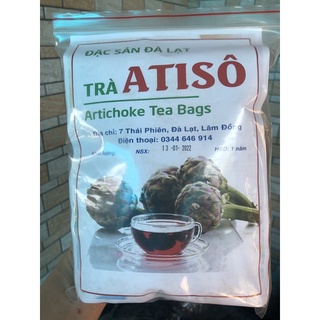 ĐẶC SẢN ĐÀ LẠT
TRÀ ATISÔ
Artichoke Tea Bags
Địa chỉ: 7 Thái Phiên, Đà Lạt, Lâm Đồng
Điện thoại: 0344 646 914
NSX: 13-01-2022 HSD: 1 năm